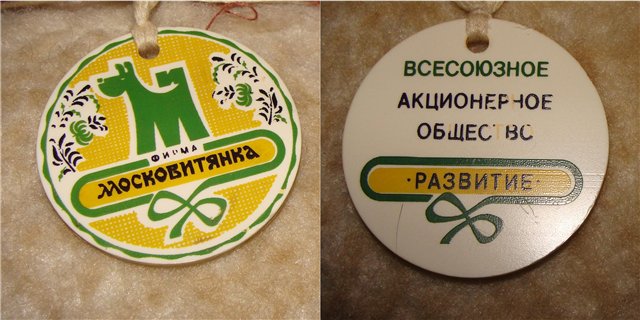 ФИРМА
МОСКОВИТЯНКА
ВСЕСОЮЗНОЕ
АКЦИОНЕРНОЕ
ОБЩЕСТВО
·РАЗВИТИЕ·